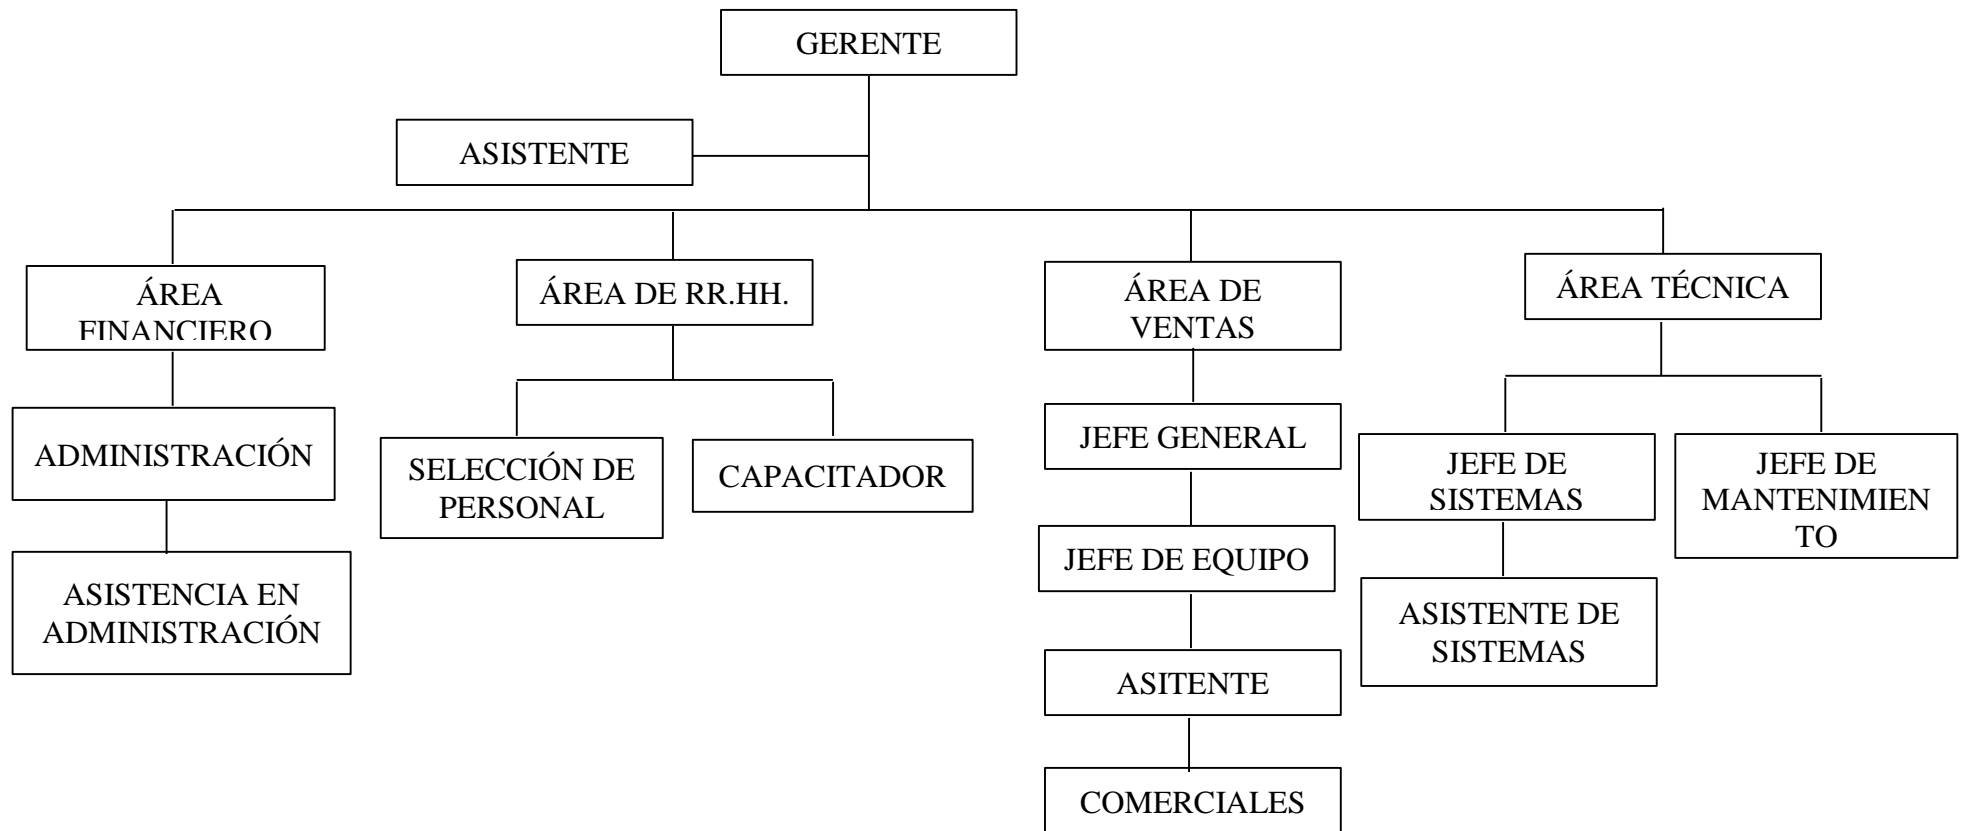 GERENTE
ASISTENTE
ÁREA
FINANCIERO
ÁREA DE RR.HH.
ÁREA DE
VENTAS
ÁREA TÉCNICA
ADMINISTRACIÓN
SELECCIÓN DE
PERSONAL
CAPACITADOR
JEFE GENERAL
JEFE DE
SISTEMAS
JEFE DE
MANTENIMIEN
TO
ASISTENCIA EN
ADMINISTRACIÓN
JEFE DE EQUIPO
ASISTENTE DE
SISTEMAS
ASITENTE
COMERCIALES